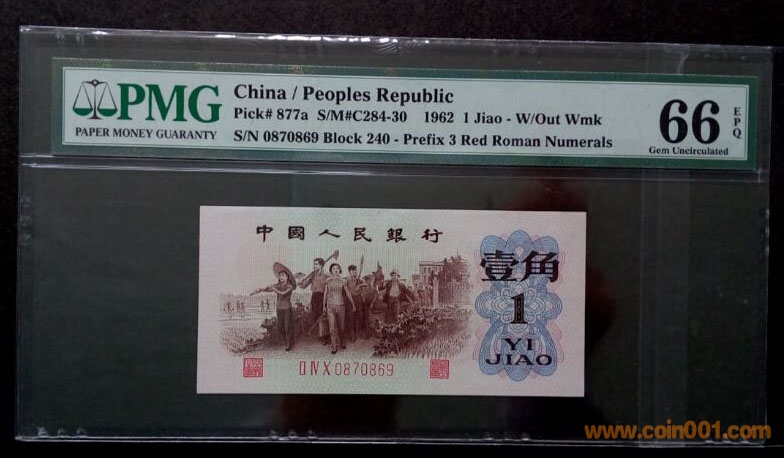 PMG
PAPER MONEY GUARANTY
China / Peoples Republic
Pick# 877a S/M#C284-30 1962 1 Jiao - W/Out Wmk
S/N 0870869 Block 240 - Prefix 3 Red Roman Numerals
66
EPQ
Gem Uncirculated
中國人民銀行
壹角
1
YI
JIAO
II IV X 0870869
www.coin001.com